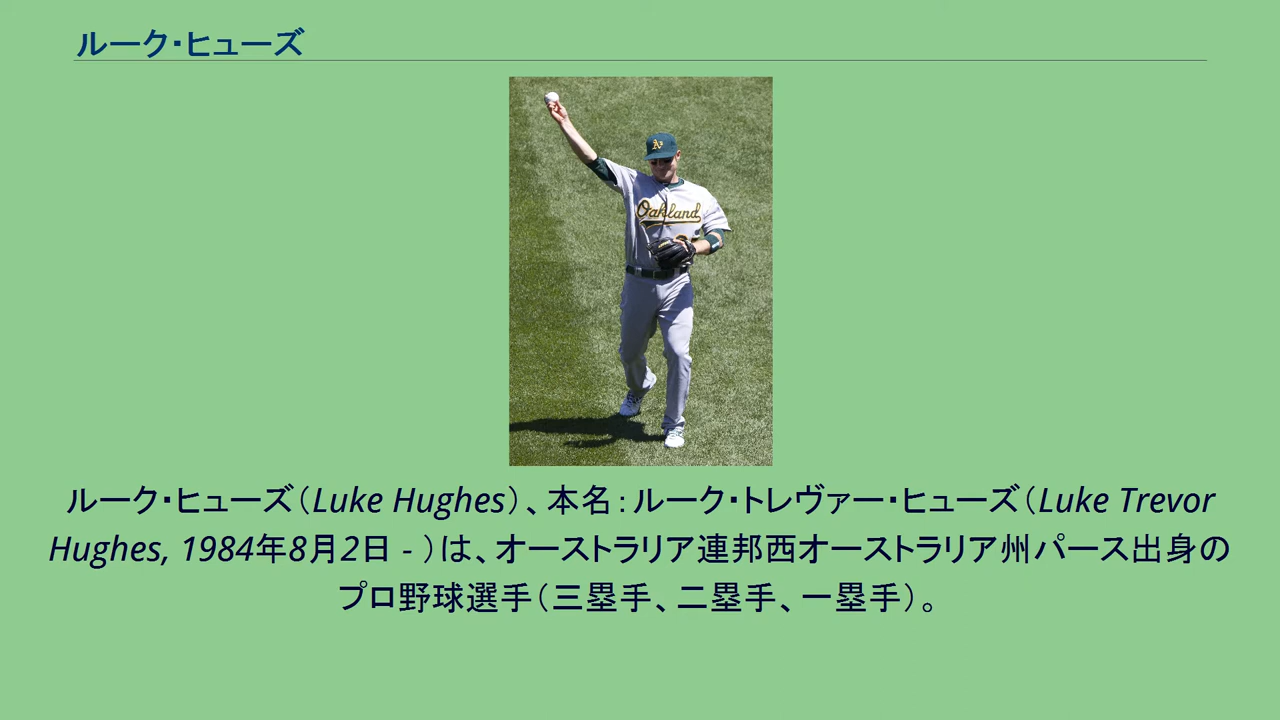 ルーク・ヒューズ
A's
Oakland
ルーク・ヒューズ（Luke Hughes）、本名：ルーク・トレヴァー・ヒューズ（Luke Trevor
Hughes, 1984年8月2日 - ）は、オーストラリア連邦西オーストラリア州パース出身の
プロ野球選手（三塁手、二塁手、一塁手）。